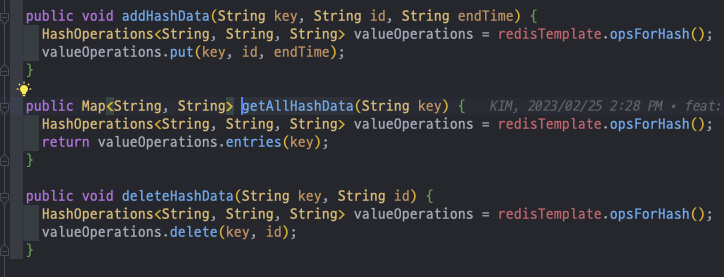 public void addHashData(String key, String id, String endTime) {
HashOperations<String, String, String> valueOperations = redisTemplate.opsForHash();
valueOperations.put(key, id, endTime);
}
public Map<String, String> getAllHashData(String key) { KIM, 2023/02/25 2:28 PM • feat:
HashOperations<String, String, String> valueOperations = redisTemplate.opsForHash();
return valueOperations.entries(key);
}
public void deleteHashData(String key, String id) {
HashOperations<String, String, String> valueOperations = redisTemplate.opsForHash();
valueOperations.delete(key, id);
}